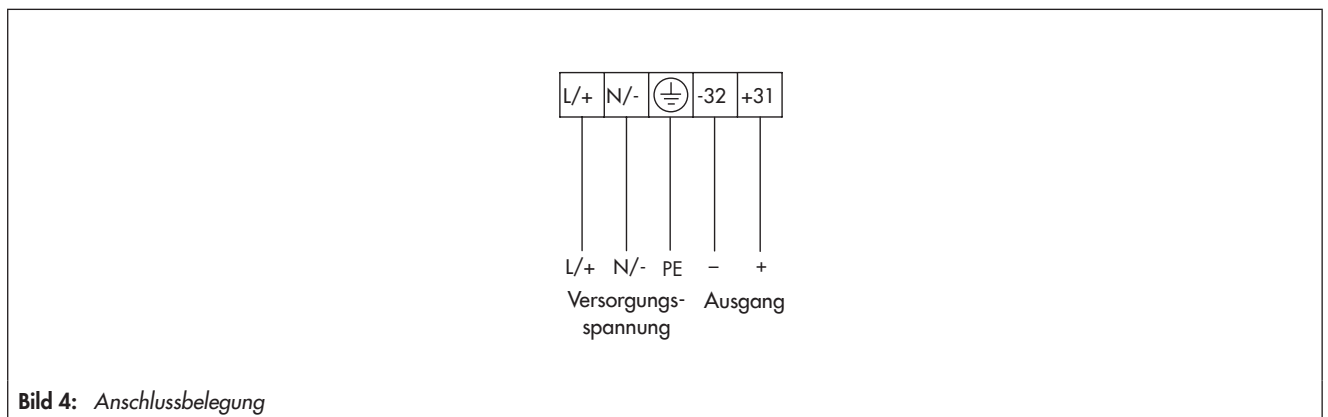 L/+ N/- -32 +31
L/+ N/- PE – +
Versorgungs- Ausgang
spannung
Bild 4: Anschlussbelegung